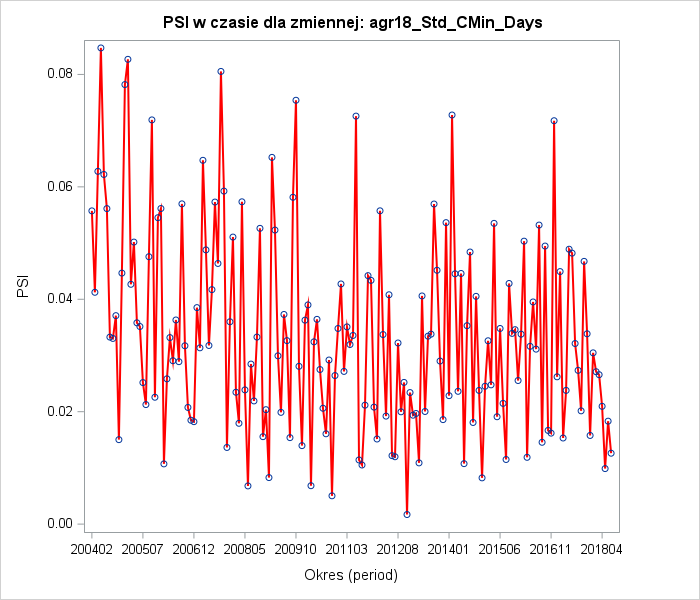 PSI w czasie dla zmiennej: agr18_Std_CMin_Days
0.08
0.06
0.04
0.02
0.00
PSI
200402 200507 200612 200805 200910 201103 201208 201401 201506 201611 201804
Okres (period)